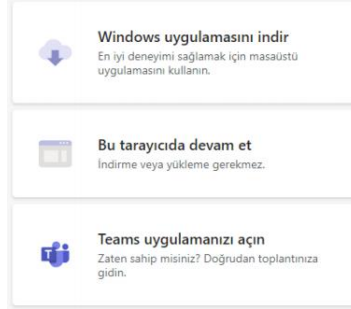 Windows uygulamasını indir
En iyi deneyimi sağlamak için masaüstü
uygulamasını kullanın.
Bu tarayıcıda devam et
İndirme veya yükleme gerekmez.
Teams uygulamanızı açın
Zaten sahip misiniz? Doğrudan toplantınıza
gidin.